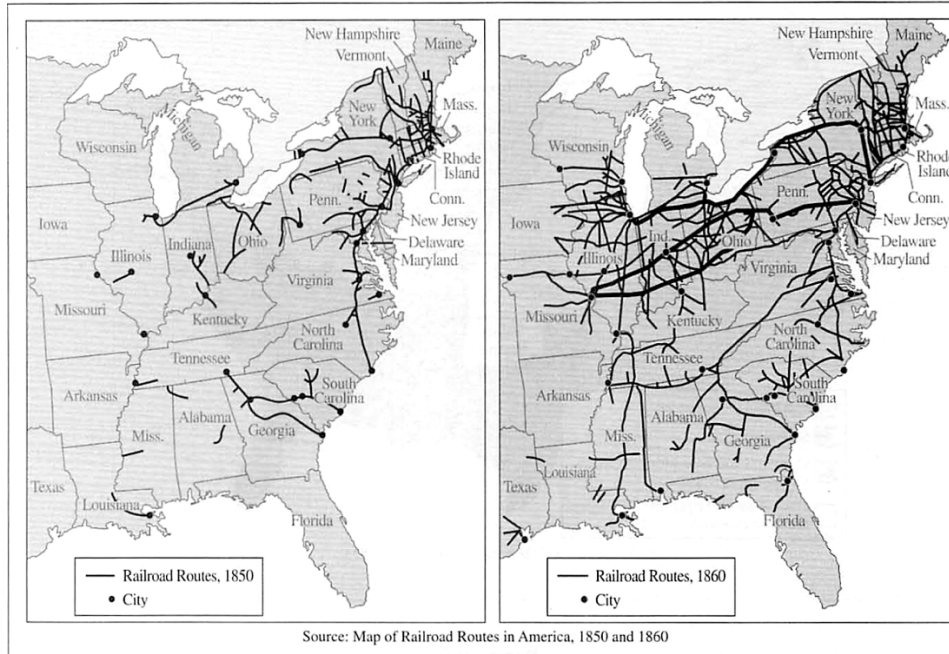 New Hampshire
Vermont
Maine
New
York
Mass.
Michigan
Wisconsin
Rhode
Island
Conn.
Penn.
New Jersey
Iowa
Illinois
Indiana
Ohio
Delaware
Maryland
Virginia
Missouri
Kentucky
North
Carolina
Tennessee
South
Carolina
Arkansas
Alabama
Georgia
Miss.
Texas
Louisiana
Florida
Railroad Routes, 1850
City
New Hampshire
Vermont
Maine
New
York
Mass.
Michigan
Wisconsin
Rhode
Island
Conn.
Penn.
New Jersey
Iowa
Illinois
Ind.
Ohio
Delaware
Maryland
Virginia
Missouri
Kentucky
North
Carolina
Tennessee
South
Carolina
Arkansas
Alabama
Georgia
Miss.
Texas
Louisiana
Florida
Railroad Routes, 1860
City
Source: Map of Railroad Routes in America, 1850 and 1860